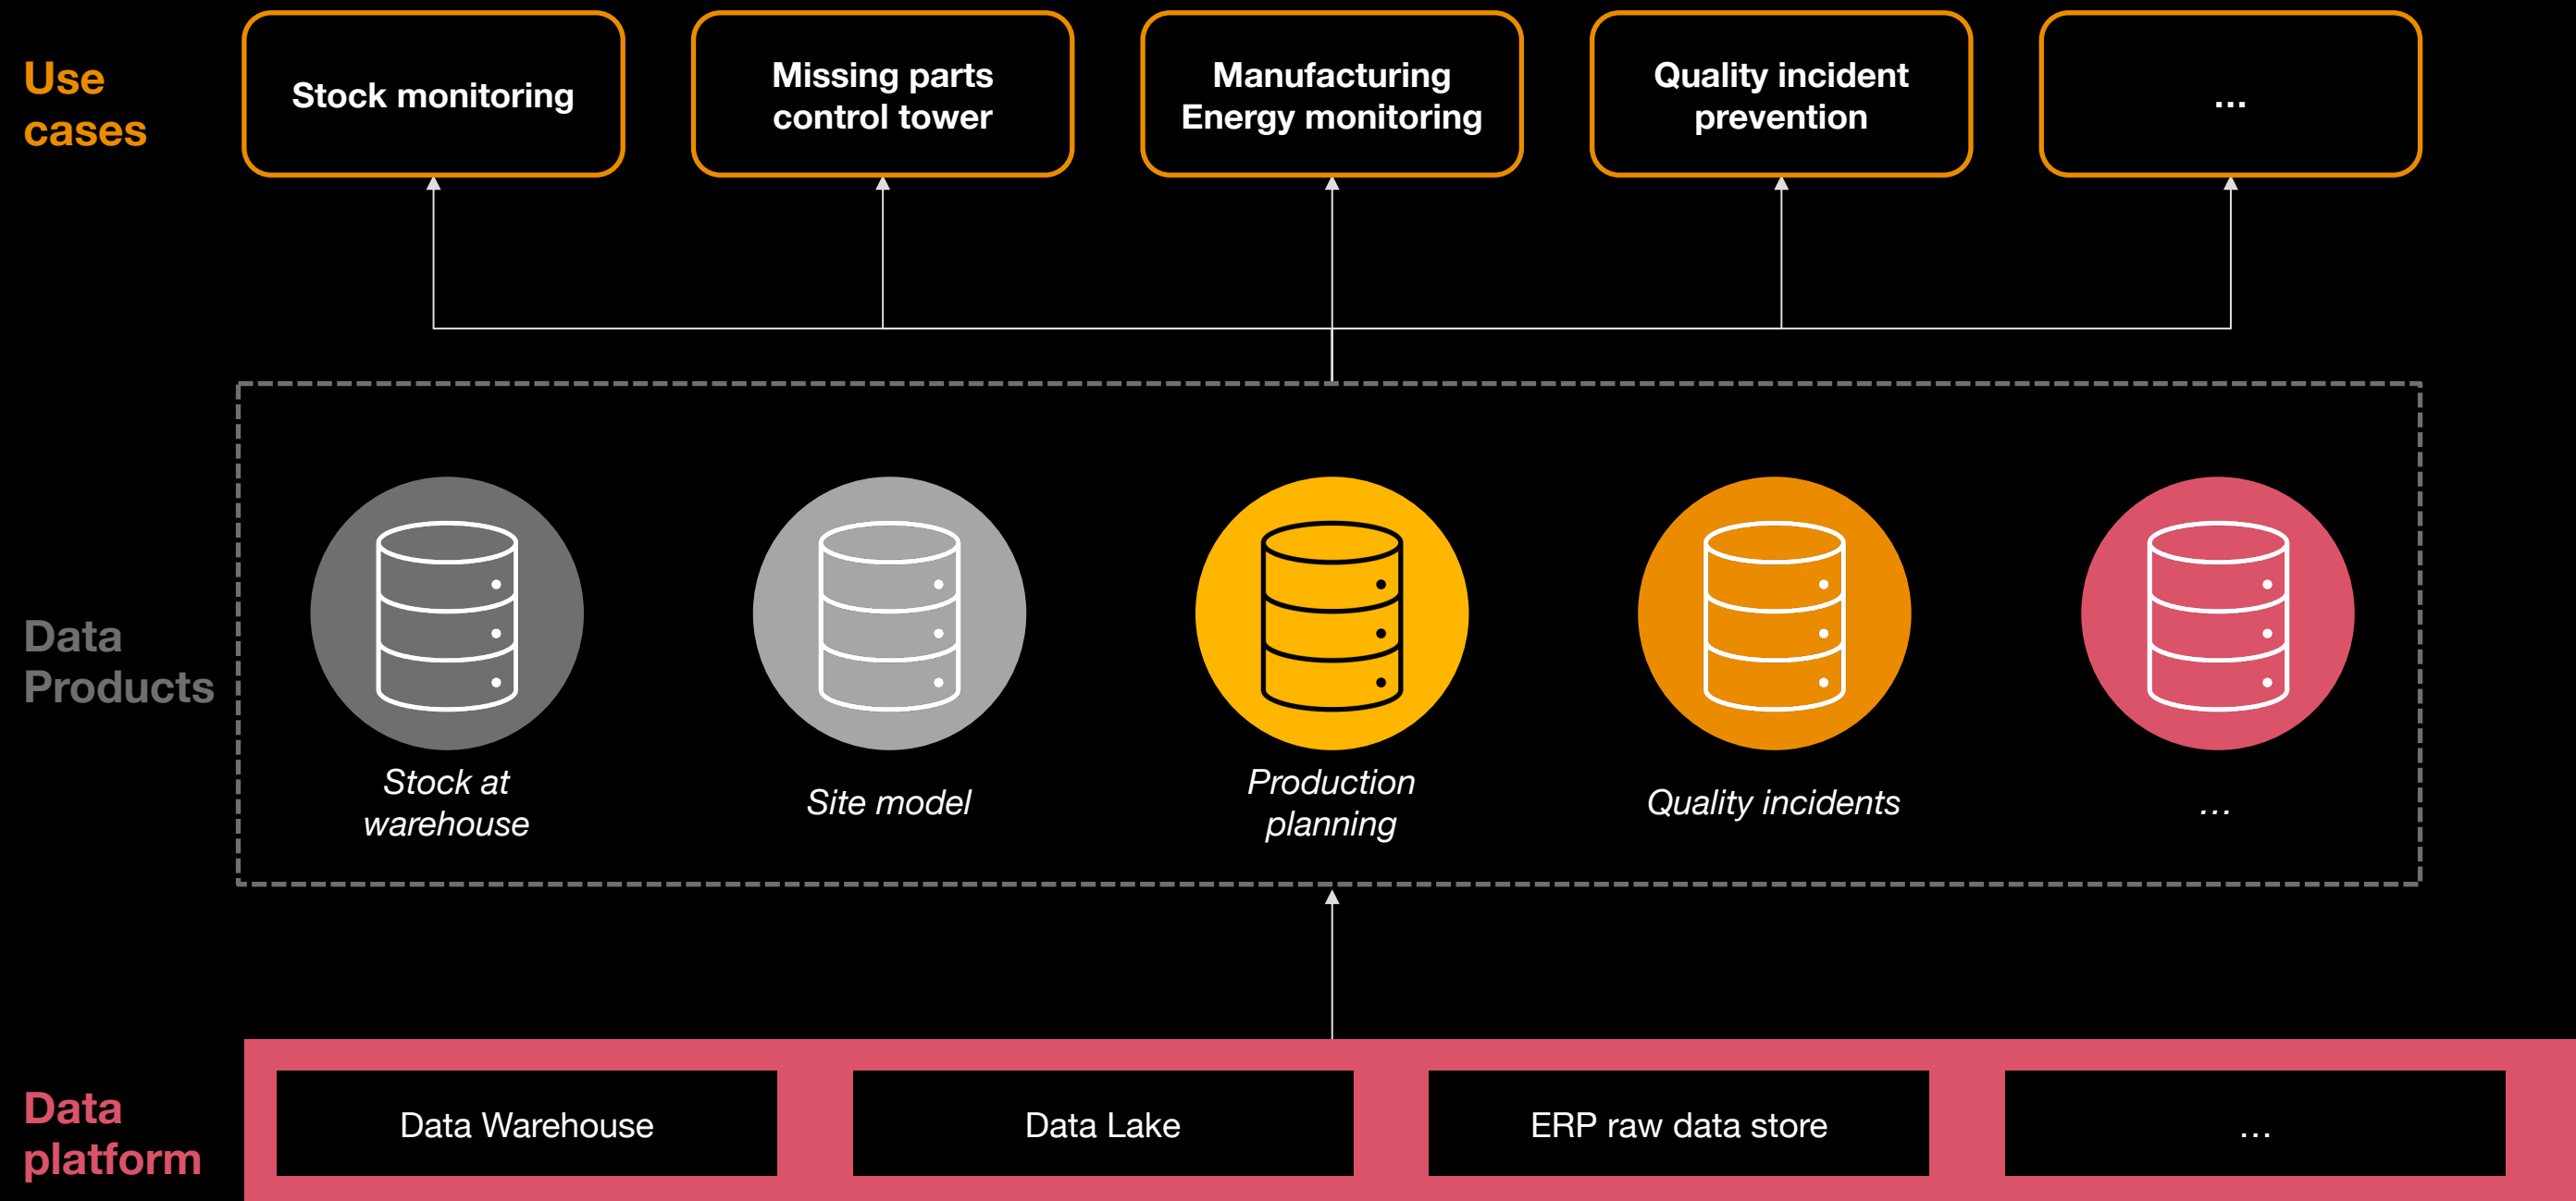 Use
cases
Stock monitoring
Missing parts
control tower
Manufacturing
Energy monitoring
Quality incident
prevention
...
Data
Products
Stock at
warehouse
Site model
Production
planning
Quality incidents
...
Data
platform
Data Warehouse
Data Lake
ERP raw data store
...